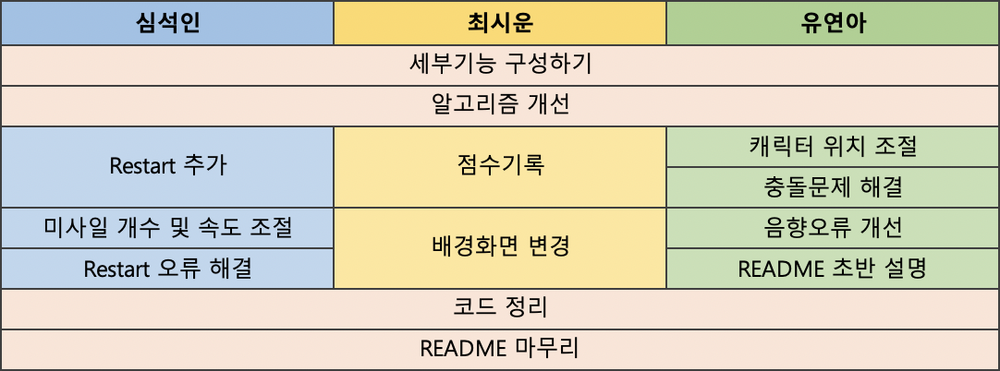 심석인 최시운 유연아
세부기능 구성하기
알고리즘 개선
Restart 추가 점수기록 캐릭터 위치 조절
충돌문제 해결
미사일 개수 및 속도 조절 배경화면 변경 음향오류 개선
Restart 오류 해결 README 초반 설명
코드 정리
README 마무리